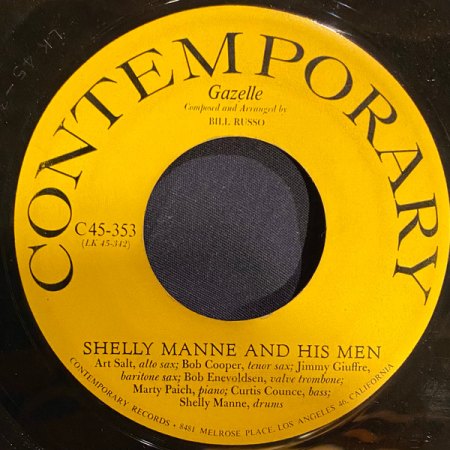 CONTEMPORARY
Gazelle
Composed and Arranged by
BILL RUSSO
C 45-353
(LK 45-342)
SHELLY MANNE AND HIS MEN
Art Salt, alto sax; Bob Cooper, tenor sax; Jimmy Giuffre,
baritone sax; Bob Enevoldsen, valve trombone;
Marty Paich, piano; Curtis Counce, bass;
Shelly Manne, drums
CONTEMPORARY RECORDS • 8481 MELROSE PLACE, LOS ANGELES 46, CALIFORNIA